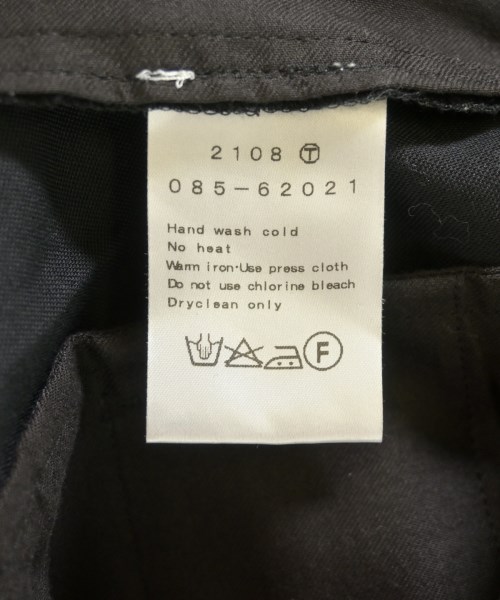 2108 Ⓣ
085-62021
Hand wash cold
No heat
Warm iron·Use press cloth
Do not use chlorine bleach
Dryclean only
F